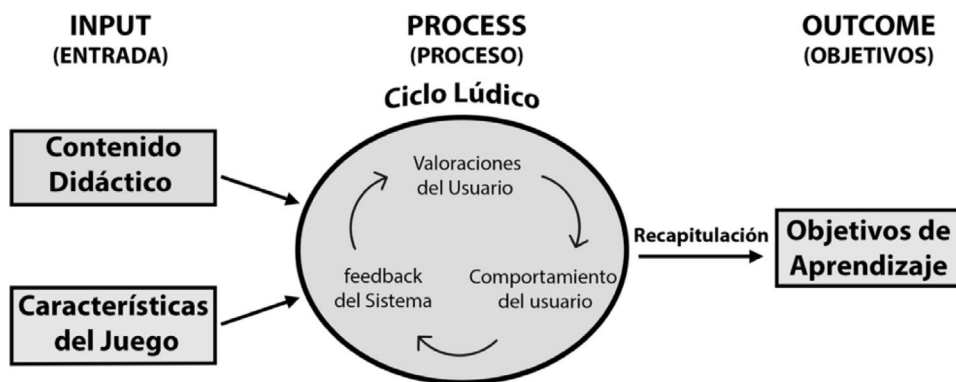 INPUT
(ENTRADA)
PROCESS
(PROCESO)
OUTCOME
(OBJETIVOS)
Ciclo Lúdico
Contenido
Didáctico
Valoraciones
del Usuario
Recapitulación
Objetivos de
Aprendizaje
feedback
del Sistema
Comportamiento
del usuario
Características
del Juego